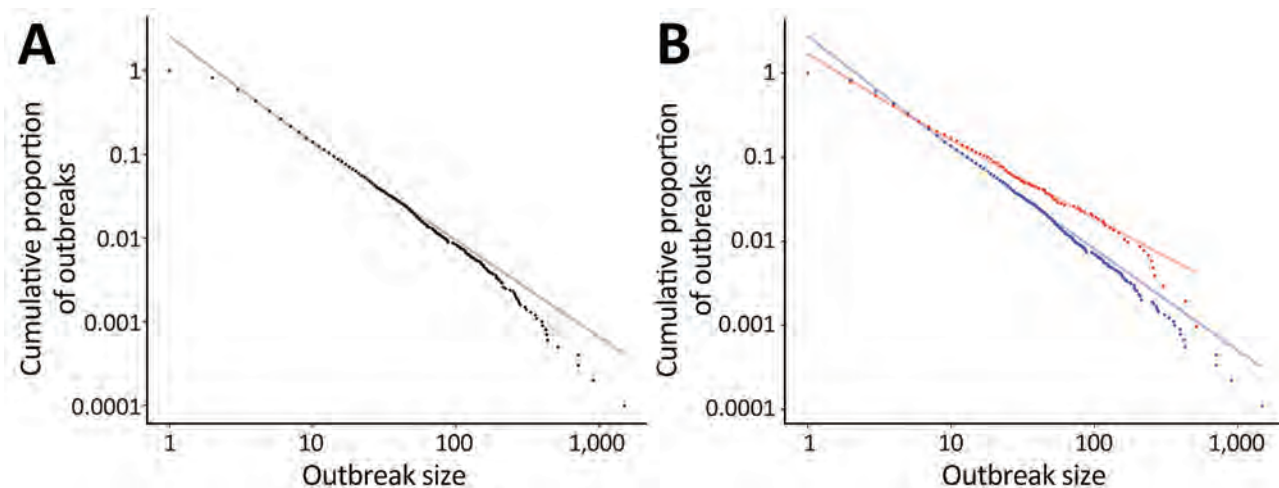 A
Cumulative proportion
of outbreaks
1
0.1
0.01
0.001
0.0001
1
10
100
1,000
Outbreak size
B
Cumulative proportion
of outbreaks
1
0.1
0.01
0.001
0.0001
1
10
100
1,000
Outbreak size